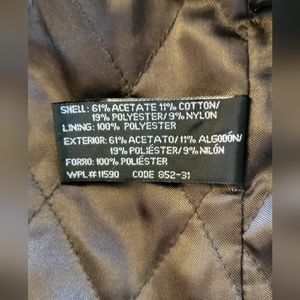 SHELL: 61% ACETATE 11% COTTON/
19% POLYESTER/9% NYLON
LINING: 100% POLYESTER
EXTERIOR: 61% ACETATO/11% ALGODÓN/
19% POLIÉSTER/9% NILÓN
FORRO: 100% POLIÉSTER
WPL#11590 CODE 852-31